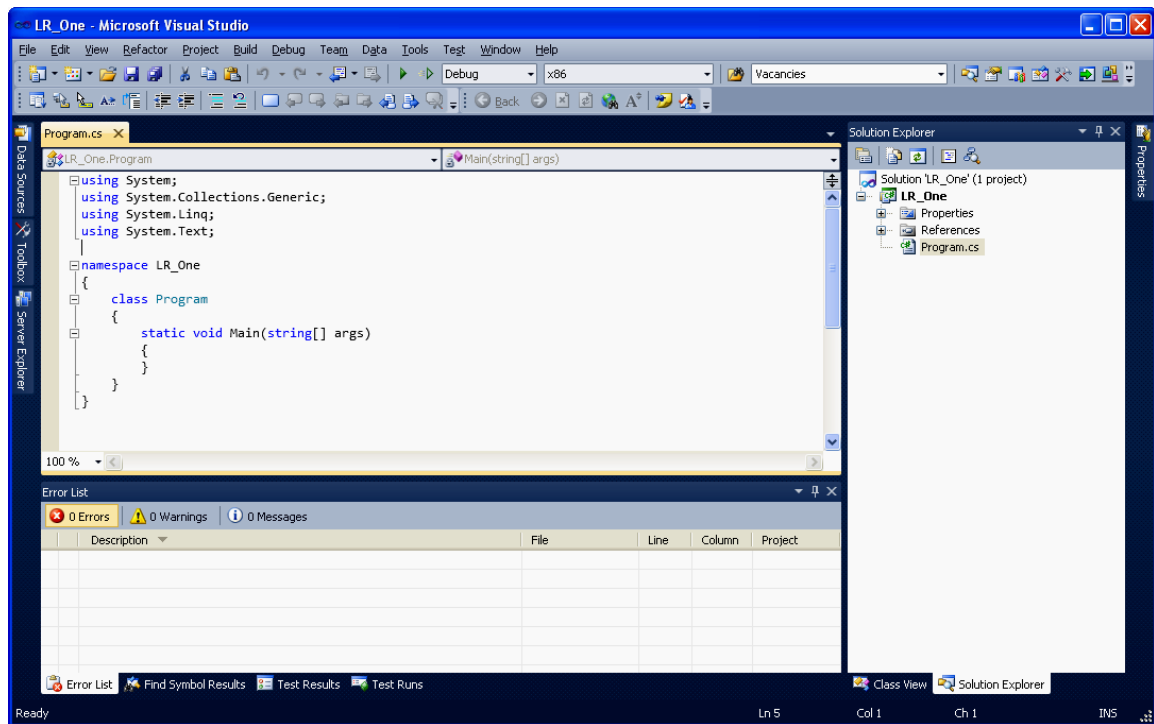 LR_One - Microsoft Visual Studio
File Edit View Refactor Project Build Debug Team Data Tools Test Window Help
Debug x86 Vacancies
Back
Data Sources
Toolbox
Server Explorer
Program.cs
LR_One.Program Main(string[] args)
using System;
using System.Collections.Generic;
using System.Linq;
using System.Text;
namespace LR_One
{
class Program
{
static void Main(string[] args)
{
}
}
}
100 %
Error List
0 Errors 0 Warnings 0 Messages
Description File Line Column Project
Error List Find Symbol Results Test Results Test Runs
Solution Explorer
Solution 'LR_One' (1 project)
LR_One
Properties
References
Program.cs
Class View Solution Explorer
Properties
Ready Ln 5 Col 1 Ch 1 INS